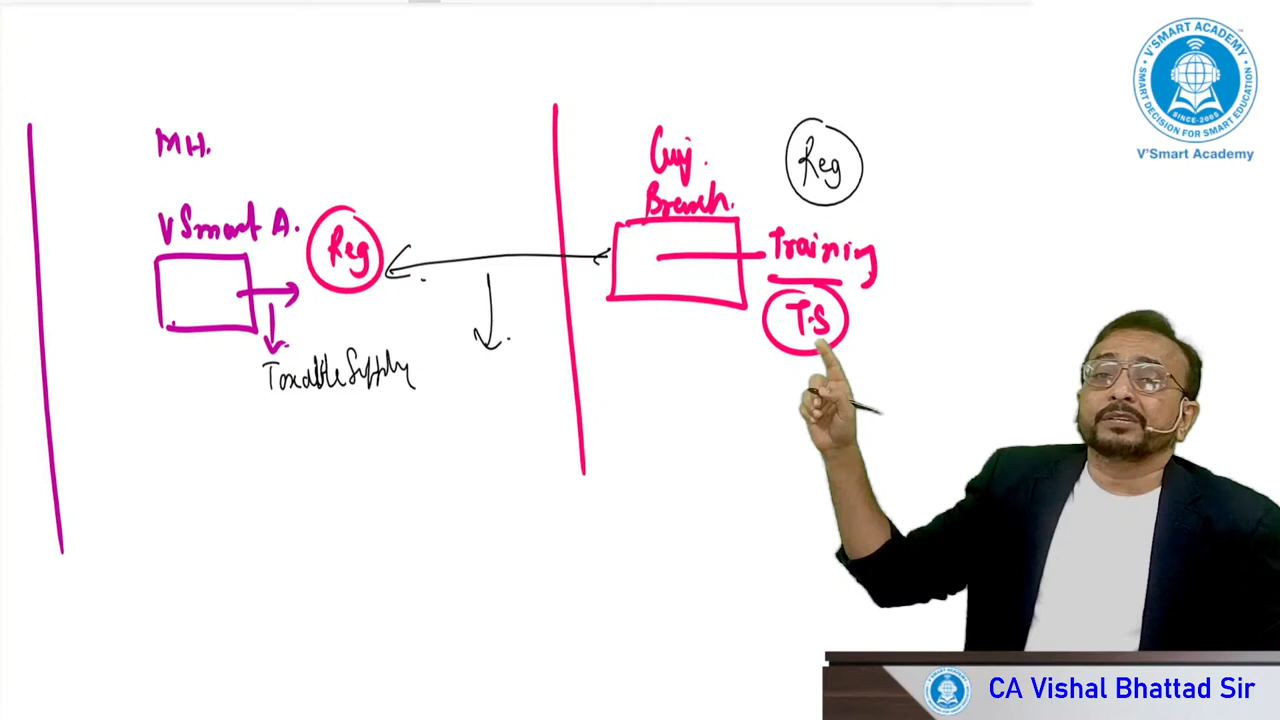 MH.
VSmart A.
Reg
Taxable Supply
Guj.
Branch.
Reg
Training
T.S
V'SMART ACADEMY
SMART DECISION FOR SMART EDUCATION
SINCE-2005
V'Smart Academy
CA Vishal Bhattad Sir